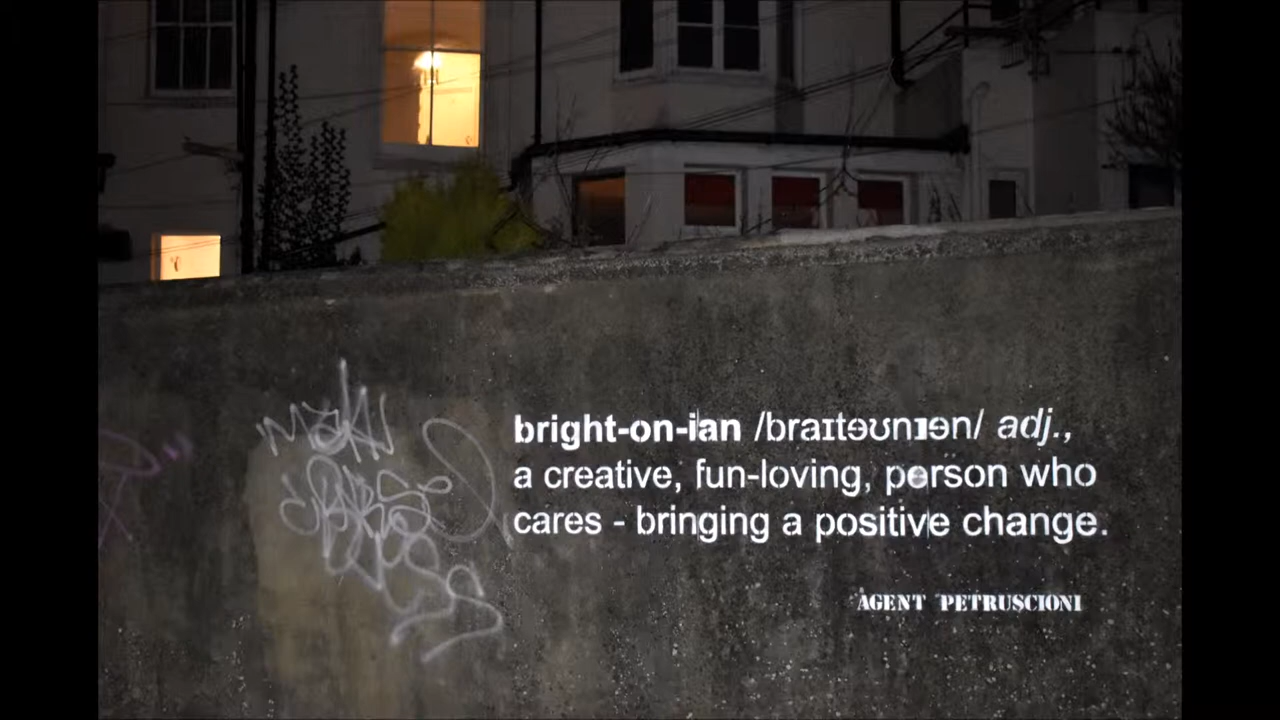 bright-on-ian /braɪtəʊnɪən/ adj.,
a creative, fun-loving, person who
cares - bringing a positive change.
AGENT PETRUSCIONI